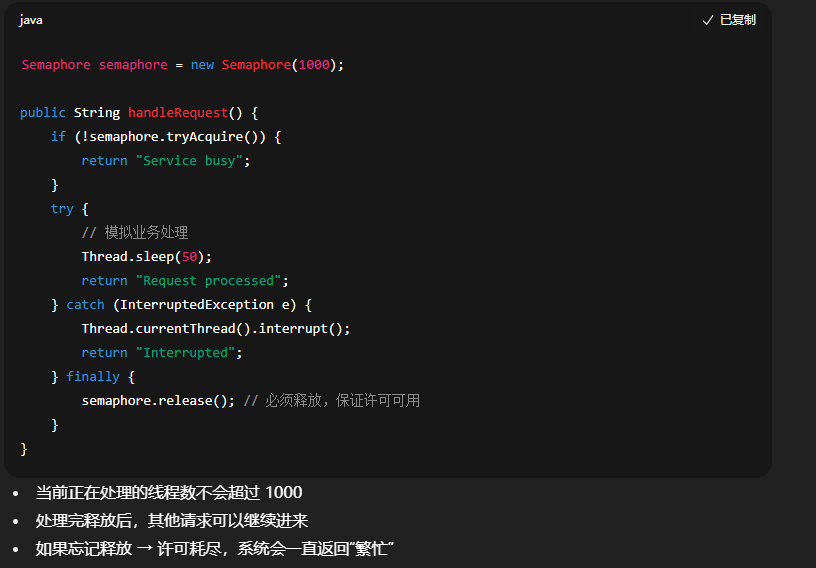 java
✓ 已复制
Semaphore semaphore = new Semaphore(1000);
public String handleRequest() {
    if (!semaphore.tryAcquire()) {
        return "Service busy";
    }
    try {
        // 模拟业务处理
        Thread.sleep(50);
        return "Request processed";
    } catch (InterruptedException e) {
        Thread.currentThread().interrupt();
        return "Interrupted";
    } finally {
        semaphore.release(); // 必须释放，保证许可可用
    }
}
• 当前正在处理的线程数不会超过 1000
• 处理完释放后，其他请求可以继续进来
• 如果忘记释放 → 许可耗尽，系统会一直返回“繁忙”